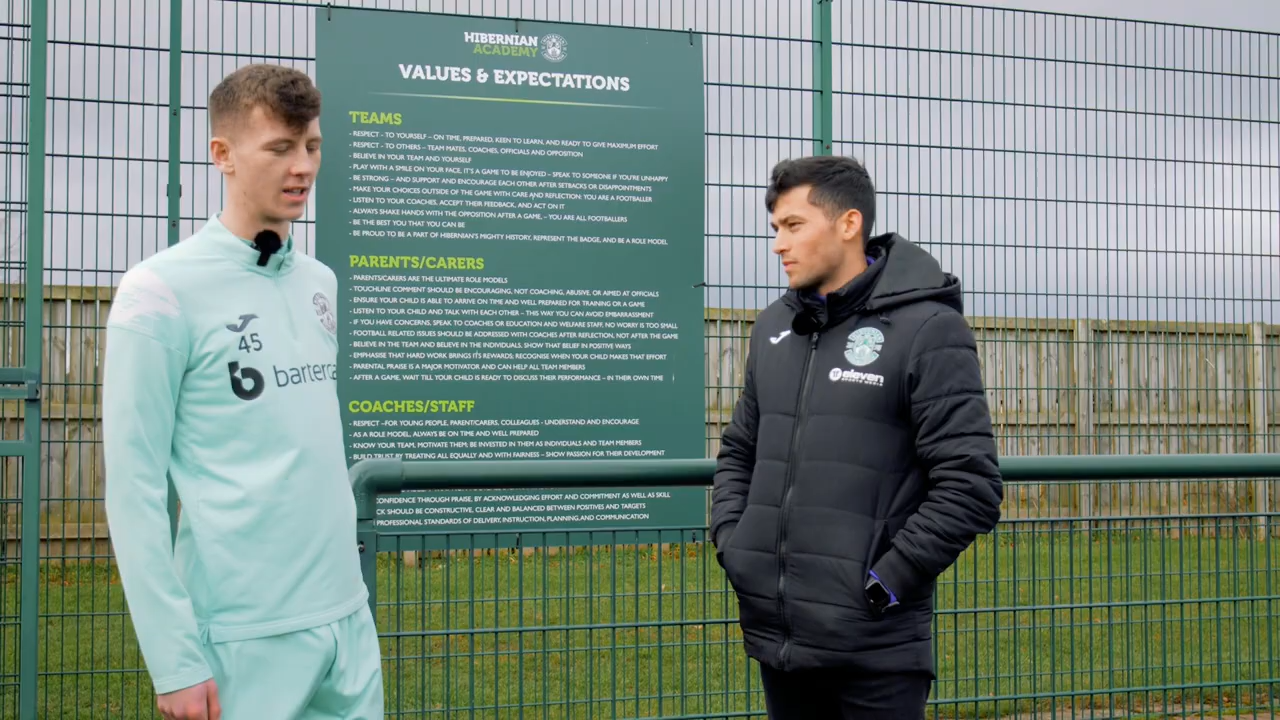 HIBERNIAN
ACADEMY
VALUES & EXPECTATIONS
TEAMS
- RESPECT - TO YOURSELF – ON TIME, PREPARED, KEEN TO LEARN, AND READY TO GIVE MAXIMUM EFFORT
- RESPECT - TO OTHERS – TEAM MATES, COACHES, OFFICIALS AND OPPOSITION
- BELIEVE IN YOUR TEAM AND YOURSELF
- PLAY WITH A SMILE ON YOUR FACE, IT'S A GAME TO BE ENJOYED – SPEAK TO SOMEONE IF YOU'RE UNHAPPY
- BE STRONG – AND SUPPORT AND ENCOURAGE EACH OTHER AFTER SETBACKS OR DISAPPOINTMENTS
- MAKE YOUR CHOICES OUTSIDE OF THE GAME WITH CARE AND REFLECTION: YOU ARE A FOOTBALLER
- LISTEN TO YOUR COACHES, ACCEPT THEIR FEEDBACK, AND ACT ON IT
- ALWAYS SHAKE HANDS WITH THE OPPOSITION AFTER A GAME, – YOU ARE ALL FOOTBALLERS
- BE THE BEST YOU THAT YOU CAN BE
- BE PROUD TO BE A PART OF HIBERNIAN'S MIGHTY HISTORY, REPRESENT THE BADGE, AND BE A ROLE MODEL
PARENTS/CARERS
- PARENTS/CARERS ARE THE ULTIMATE ROLE MODELS
- TOUCHLINE COMMENT SHOULD BE ENCOURAGING, NOT COACHING, ABUSIVE, OR AIMED AT OFFICIALS
- ENSURE YOUR CHILD IS ABLE TO ARRIVE ON TIME AND WELL PREPARED FOR TRAINING OR A GAME
- LISTEN TO YOUR CHILD AND TALK WITH EACH OTHER – THIS WAY YOU CAN AVOID EMBARRASSMENT
- IF YOU HAVE CONCERNS, SPEAK TO COACHES OR EDUCATION AND WELFARE STAFF, NO WORRY IS TOO SMALL
- FOOTBALL RELATED ISSUES SHOULD BE ADDRESSED WITH COACHES AFTER REFLECTION, NOT AFTER THE GAME
- BELIEVE IN THE TEAM AND BELIEVE IN THE INDIVIDUALS, SHOW THAT BELIEF IN POSITIVE WAYS
- EMPHASISE THAT HARD WORK BRINGS IT'S REWARDS; RECOGNISE WHEN YOUR CHILD MAKES THAT EFFORT
- PARENTAL PRAISE IS A MAJOR MOTIVATOR AND CAN HELP ALL TEAM MEMBERS
- AFTER A GAME, WAIT TILL YOUR CHILD IS READY TO DISCUSS THEIR PERFORMANCE – IN THEIR OWN TIME
COACHES/STAFF
- RESPECT –FOR YOUNG PEOPLE, PARENT/CARERS, COLLEAGUES - UNDERSTAND AND ENCOURAGE
- AS A ROLE MODEL, ALWAYS BE ON TIME AND WELL PREPARED
- KNOW YOUR TEAM, MOTIVATE THEM; BE INVESTED IN THEM AS INDIVIDUALS AND TEAM MEMBERS
- BUILD TRUST BY TREATING ALL EQUALLY AND WITH FAIRNESS – SHOW PASSION FOR THEIR DEVELOPMENT
CONFIDENCE THROUGH PRAISE, BY ACKNOWLEDGING EFFORT AND COMMITMENT AS WELL AS SKILL
CK SHOULD BE CONSTRUCTIVE, CLEAR AND BALANCED BETWEEN POSITIVES AND TARGETS
PROFESSIONAL STANDARDS OF DELIVERY, INSTRUCTION, PLANNING, AND COMMUNICATION
45
b bartercа
eleven
SPORTS MEDIA